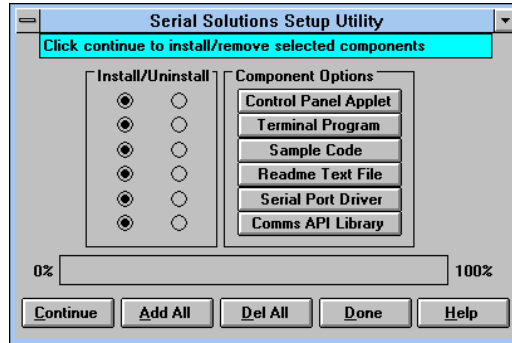 Serial Solutions Setup Utility
Click continue to install/remove selected components
Install/Uninstall
Component Options
Control Panel Applet
Terminal Program
Sample Code
Readme Text File
Serial Port Driver
Comms API Library
0%
100%
Continue
Add All
Del All
Done
Help